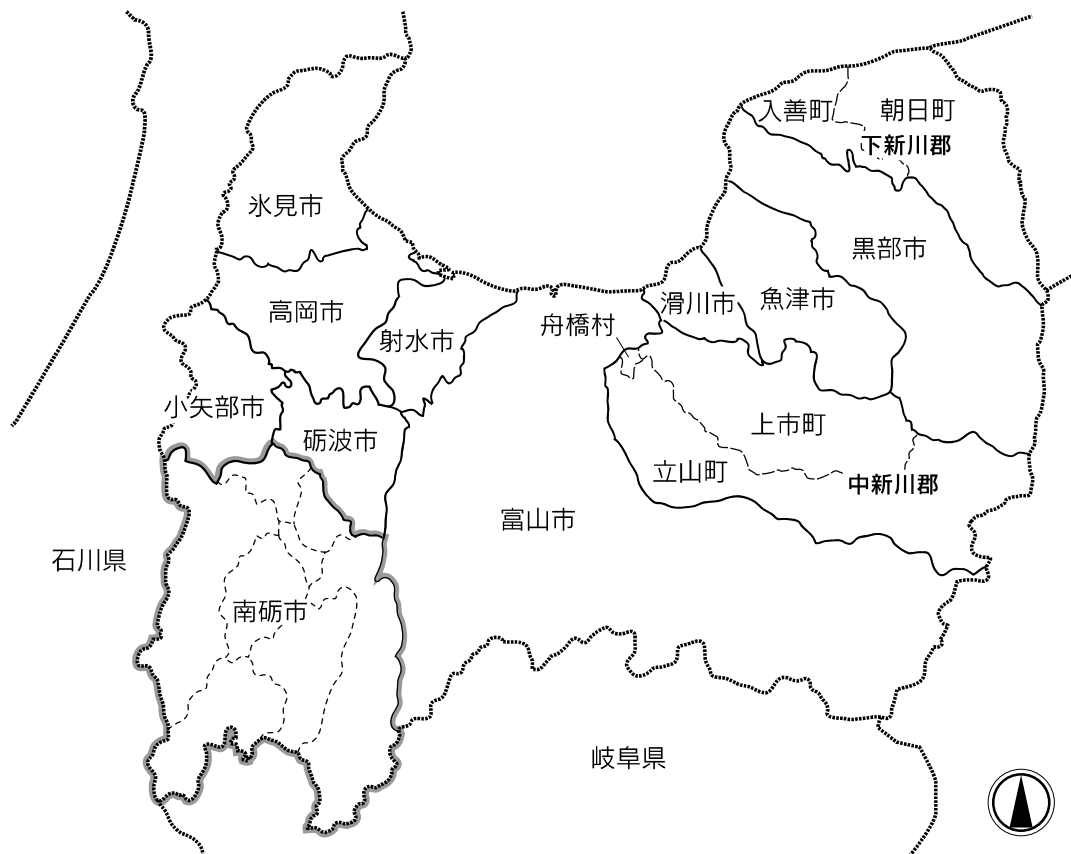 入善町
朝日町
下新川郡
氷見市
黒部市
高岡市
射水市
滑川市
魚津市
舟橋村
小矢部市
砺波市
上市町
立山町
中新川郡
富山市
石川県
南砺市
岐阜県